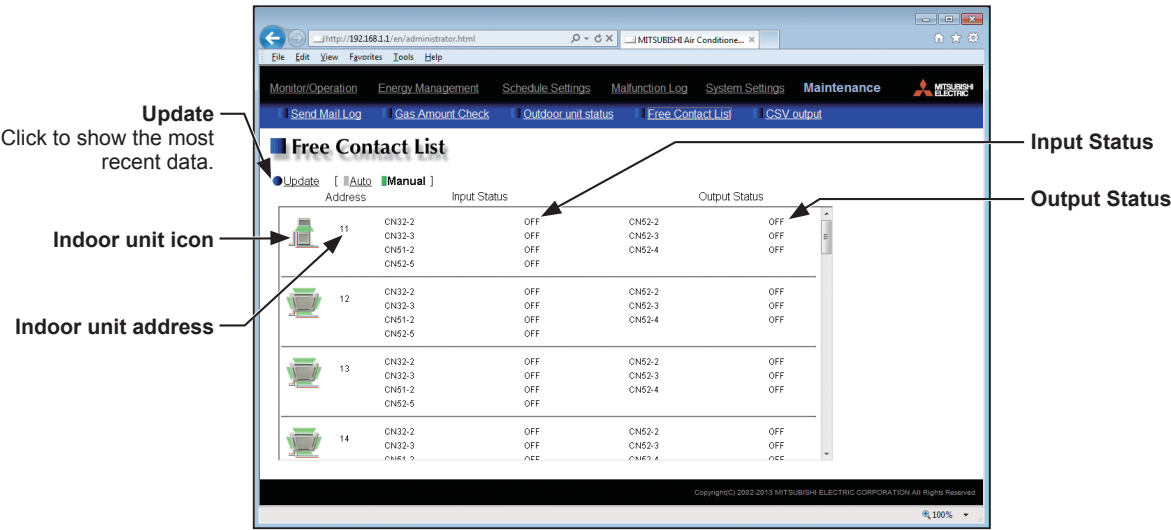 http://192.168.1.1/en/administrator.html
MITSUBISHI Air Conditione...
File Edit View Favorites Tools Help
Monitor/Operation Energy Management Schedule Settings Malfunction Log System Settings Maintenance MITSUBISHI ELECTRIC
Send Mail Log Gas Amount Check Outdoor unit status Free Contact List CSV output
Free Contact List
Update [ Auto Manual ]
Address Input Status Output Status
11 CN32-2 OFF CN52-2 OFF
CN32-3 OFF CN52-3 OFF
CN51-2 OFF CN52-4 OFF
CN52-5 OFF
12 CN32-2 OFF CN52-2 OFF
CN32-3 OFF CN52-3 OFF
CN51-2 OFF CN52-4 OFF
CN52-5 OFF
13 CN32-2 OFF CN52-2 OFF
CN32-3 OFF CN52-3 OFF
CN51-2 OFF CN52-4 OFF
CN52-5 OFF
14 CN32-2 OFF CN52-2 OFF
CN32-3 OFF CN52-3 OFF
CN51-2 OFF CN52-4 OFF
Copyright(C) 2002-2013 MITSUBISHI ELECTRIC CORPORATION All Rights Reserved
100%
Update
Click to show the most
recent data.
Indoor unit icon
Indoor unit address
Input Status
Output Status